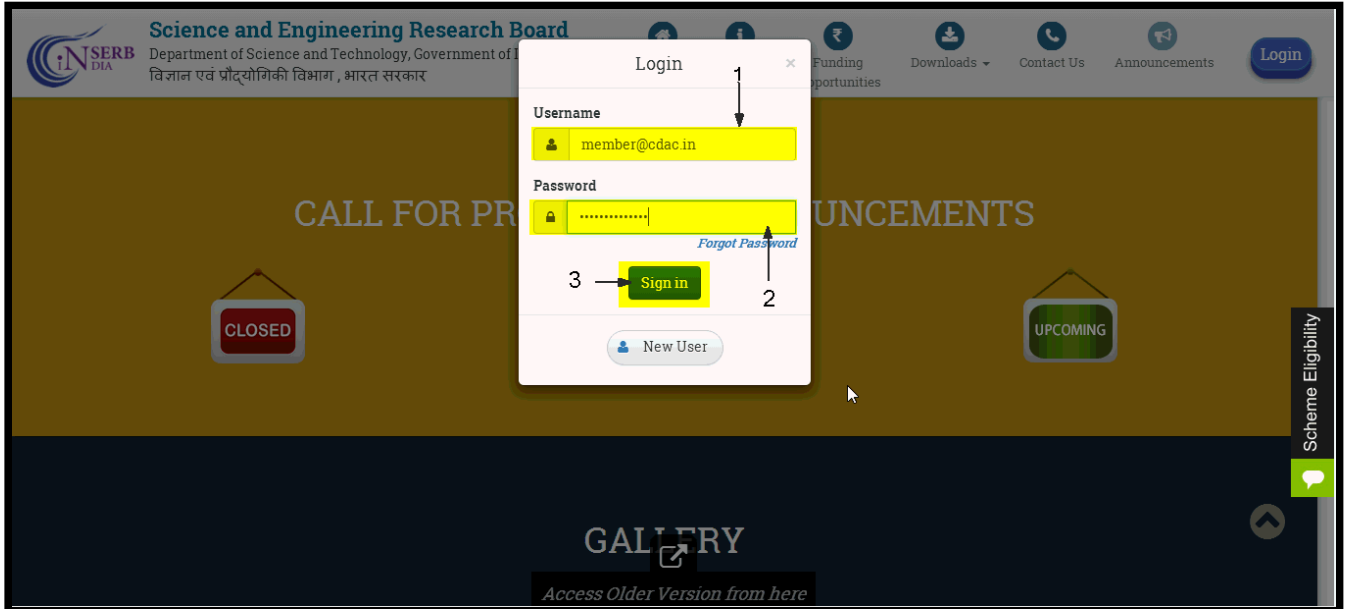 SERB
DIA
Science and Engineering Research Board
Department of Science and Technology, Government of I
विज्ञान एवं प्रौद्योगिकी विभाग , भारत सरकार
Funding
pportunities
Downloads
Contact Us
Announcements
Login
Login
×
1
Username
member@cdac.in
Password
Forgot Password
3
Sign in
2
New User
CALL FOR PR
UNCEMENTS
CLOSED
UPCOMING
Scheme Eligibility
GALLERY
Access Older Version from here